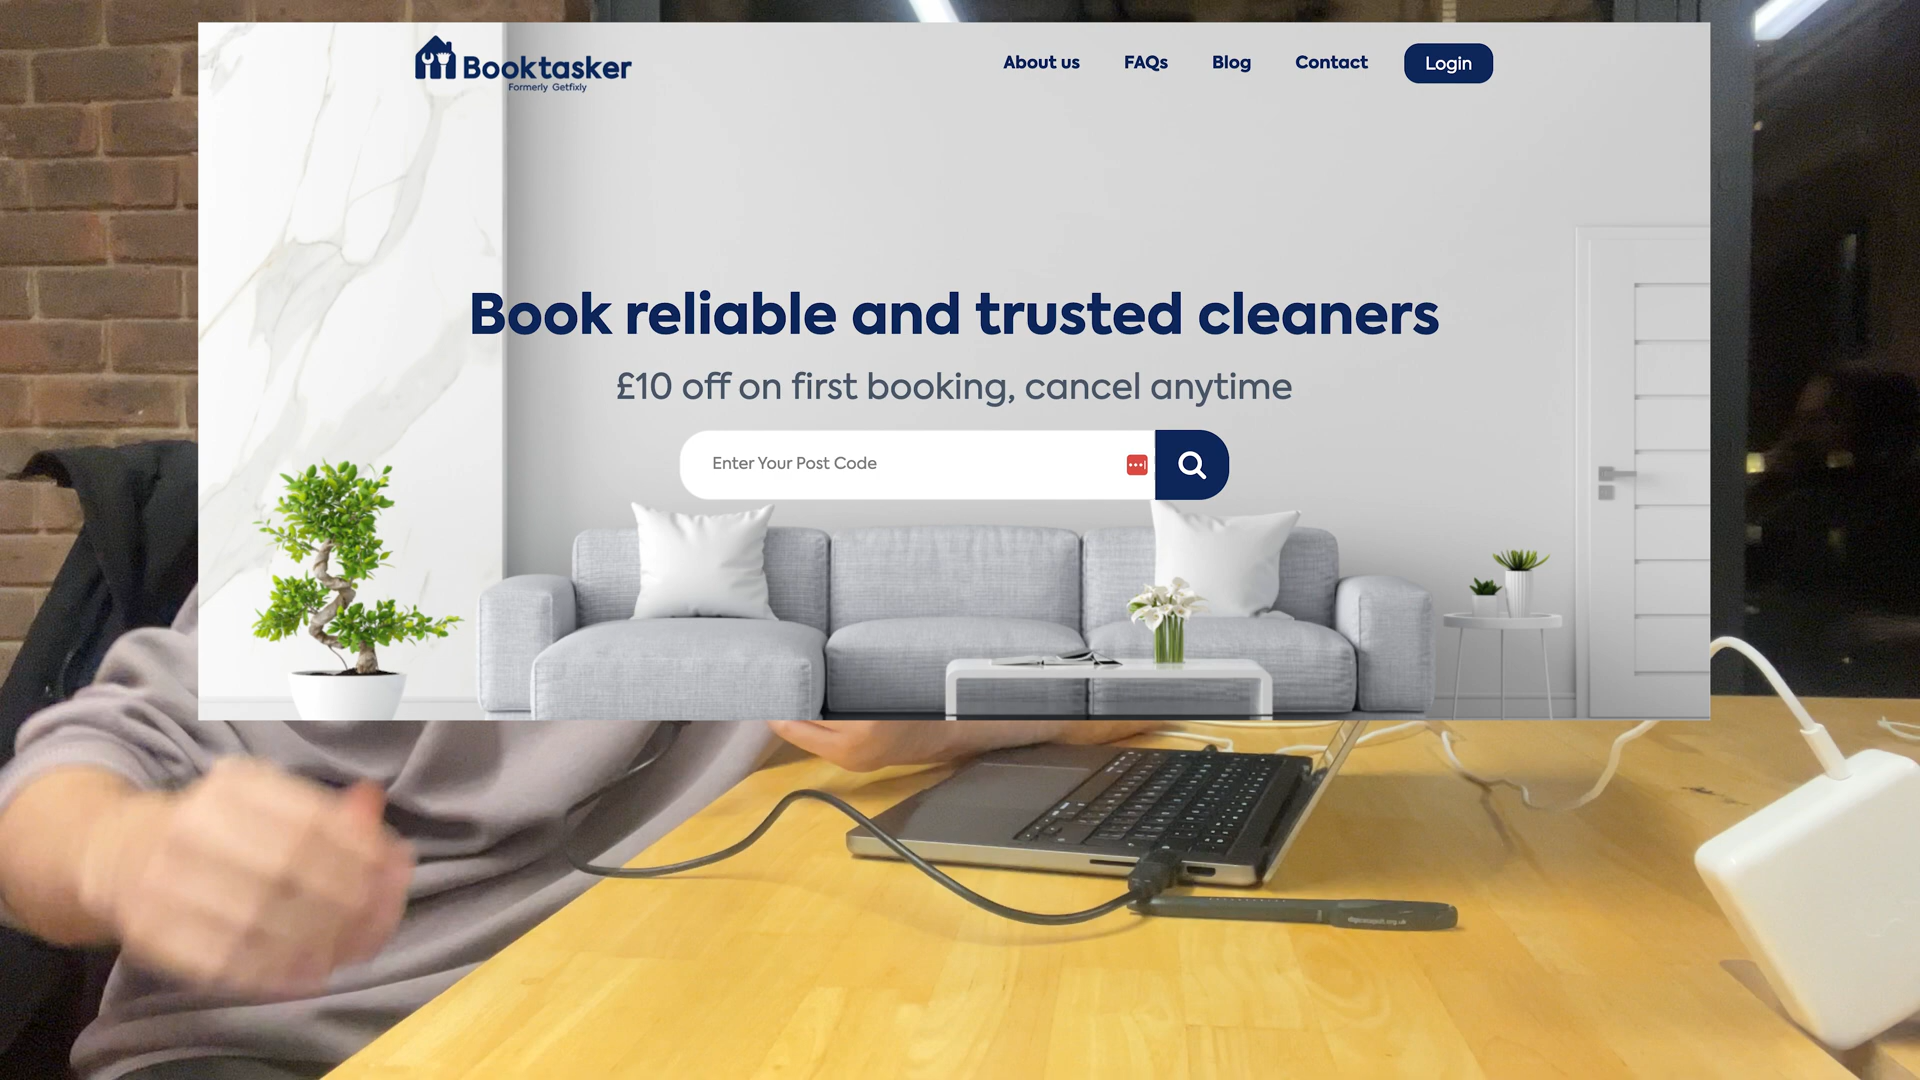 Booktasker
Formerly Getfixly
About us
FAQs
Blog
Contact
Login
Book reliable and trusted cleaners
£10 off on first booking, cancel anytime
Enter Your Post Code